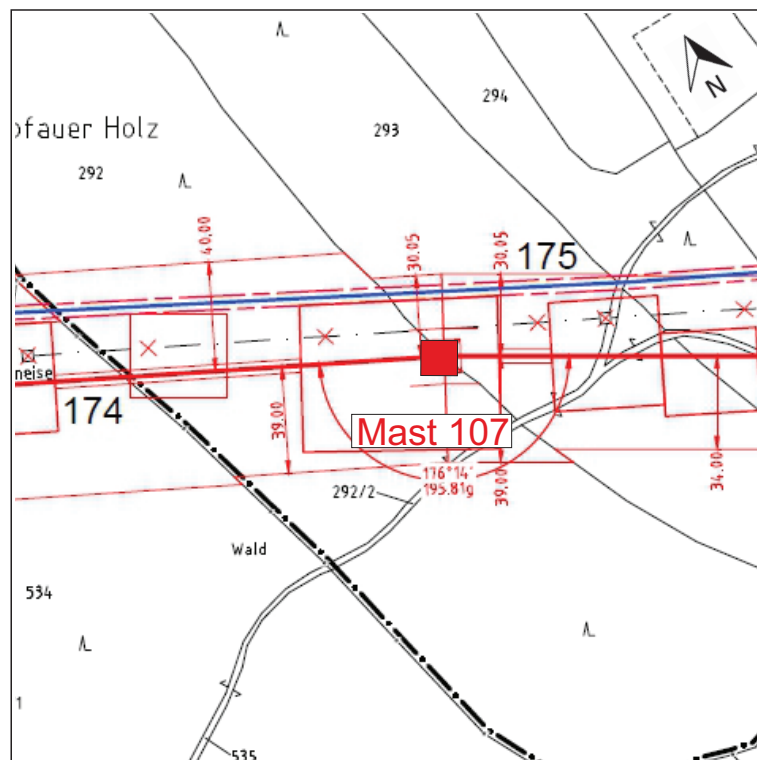 294
N
293
ofauer Holz
292
40.00
30.05
30.05
175
neise
174
39.00
Mast 107
176°14'
195.81g
292/2
39.00
34.00
Wald
534
1
535